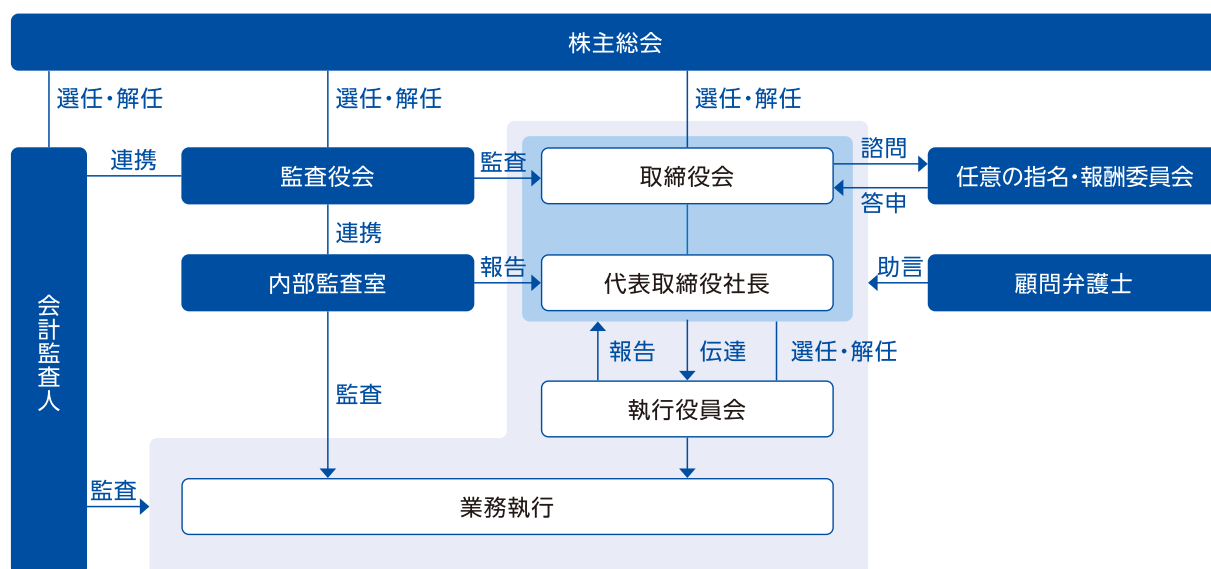 株主総会
選任・解任
選任・解任
選任・解任
連携
監査役会
監査
取締役会
諮問
答申
任意の指名・報酬委員会
連携
内部監査室
報告
代表取締役社長
助言
顧問弁護士
会計監査人
報告
伝達
選任・解任
監査
執行役員会
監査
業務執行